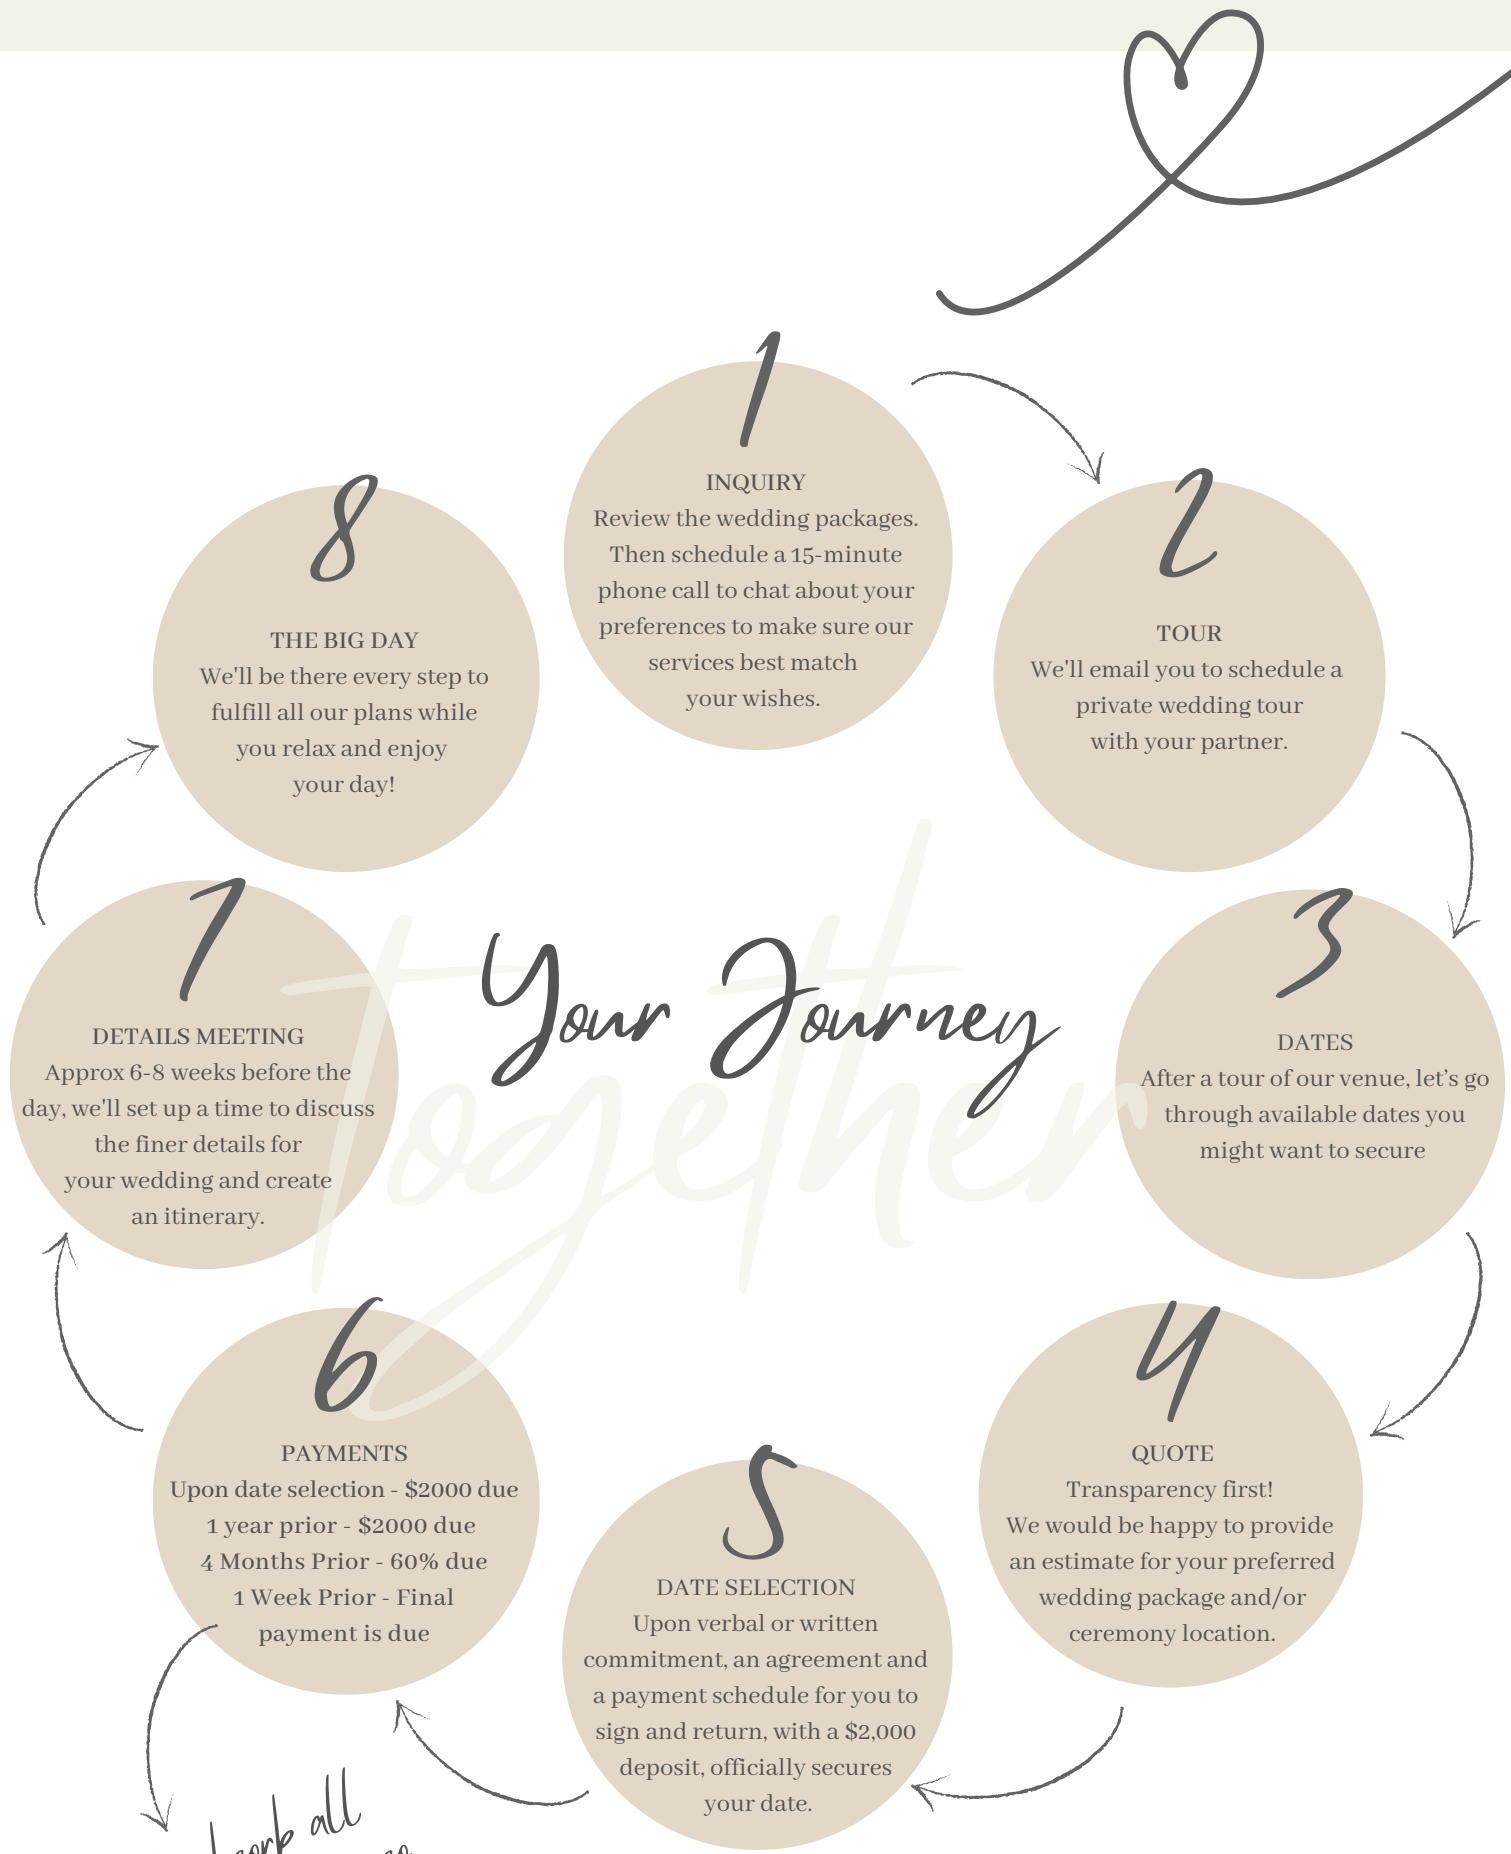 1
INQUIRY
Review the wedding packages.
Then schedule a 15-minute
phone call to chat about your
preferences to make sure our
services best match
your wishes.
2
TOUR
We'll email you to schedule a
private wedding tour
with your partner.
3
DATES
After a tour of our venue, let’s go
through available dates you
might want to secure
4
QUOTE
Transparency first!
We would be happy to provide
an estimate for your preferred
wedding package and/or
ceremony location.
5
DATE SELECTION
Upon verbal or written
commitment, an agreement and
a payment schedule for you to
sign and return, with a $2,000
deposit, officially secures
your date.
6
PAYMENTS
Upon date selection - $2000 due
1 year prior - $2000 due
4 Months Prior - 60% due
1 Week Prior - Final
payment is due
7
DETAILS MEETING
Approx 6-8 weeks before the
day, we'll set up a time to discuss
the finer details for
your wedding and create
an itinerary.
8
THE BIG DAY
We'll be there every step to
fulfill all our plans while
you relax and enjoy
your day!
Your Journey
together
all